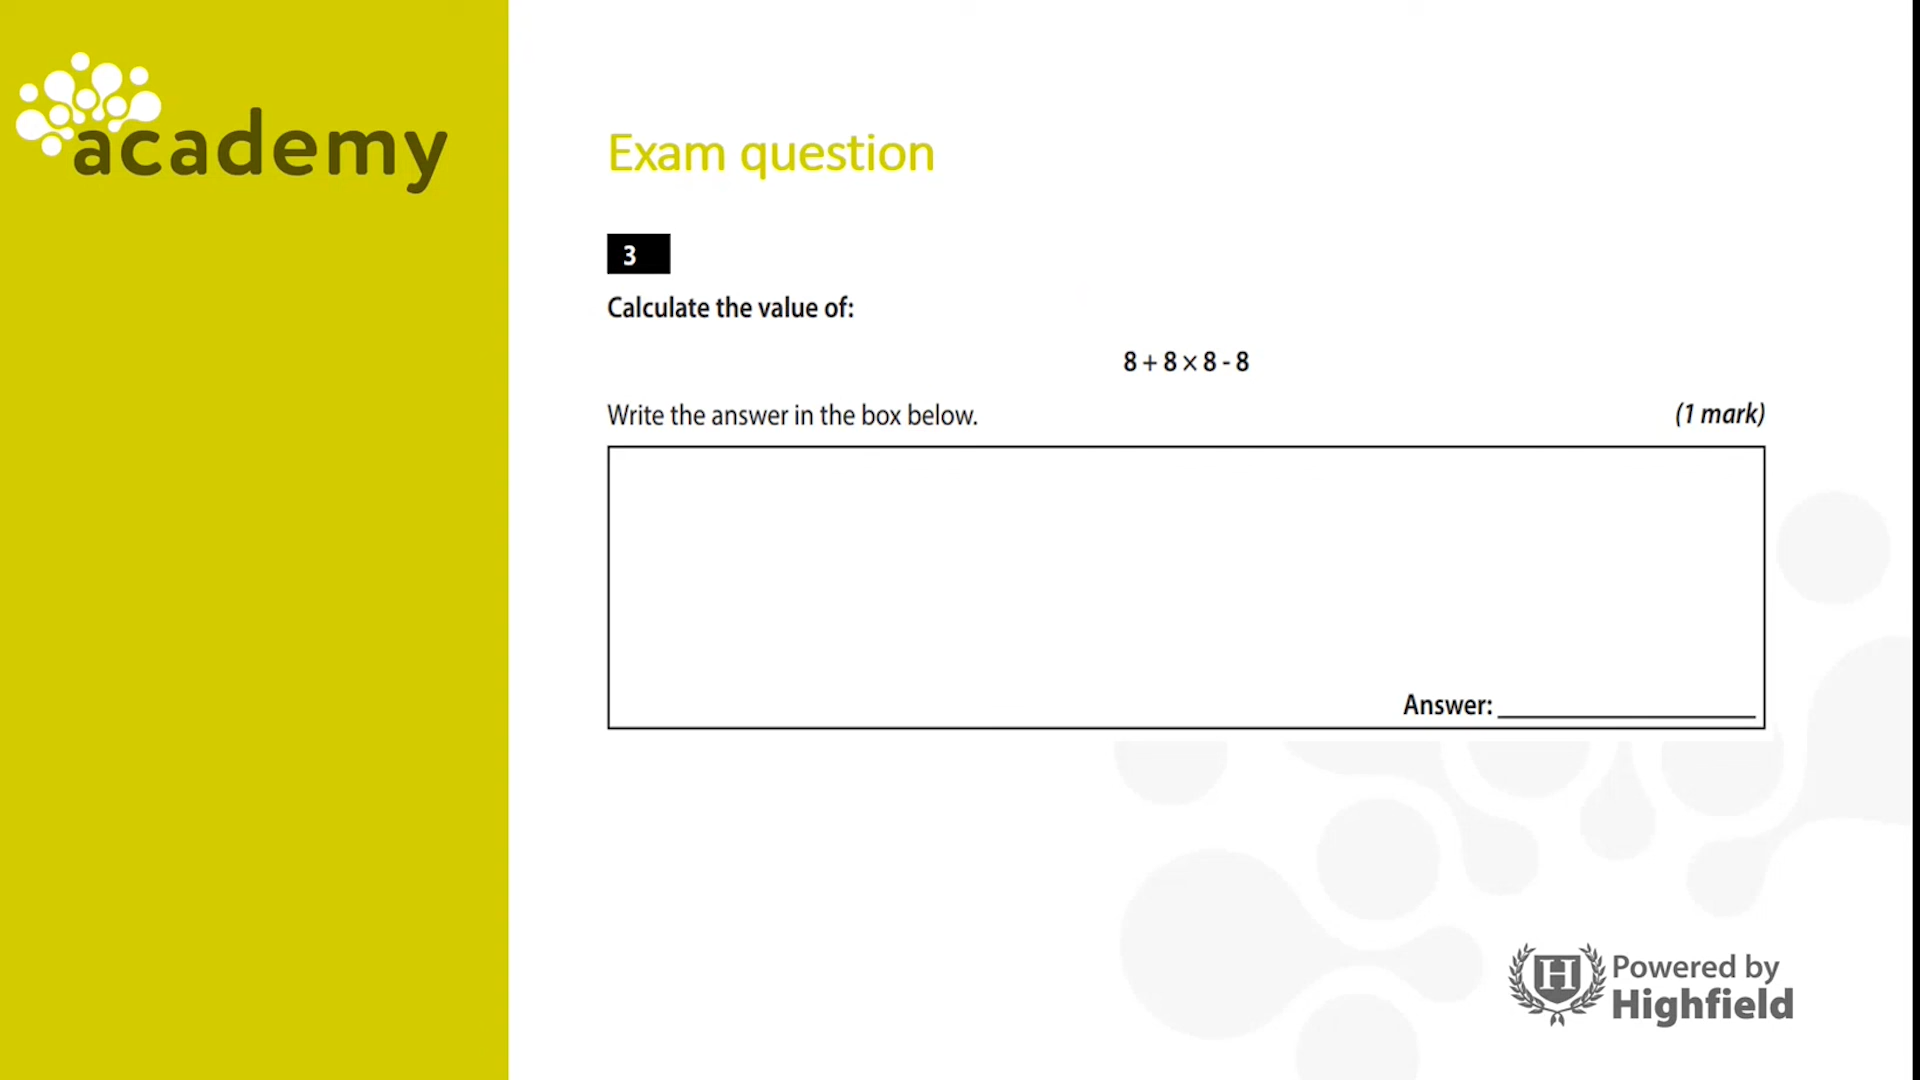 academy
Exam question
3
Calculate the value of:
8 + 8 × 8 - 8
Write the answer in the box below.
(1 mark)
Answer: ____________________
H
Powered by
Highfield